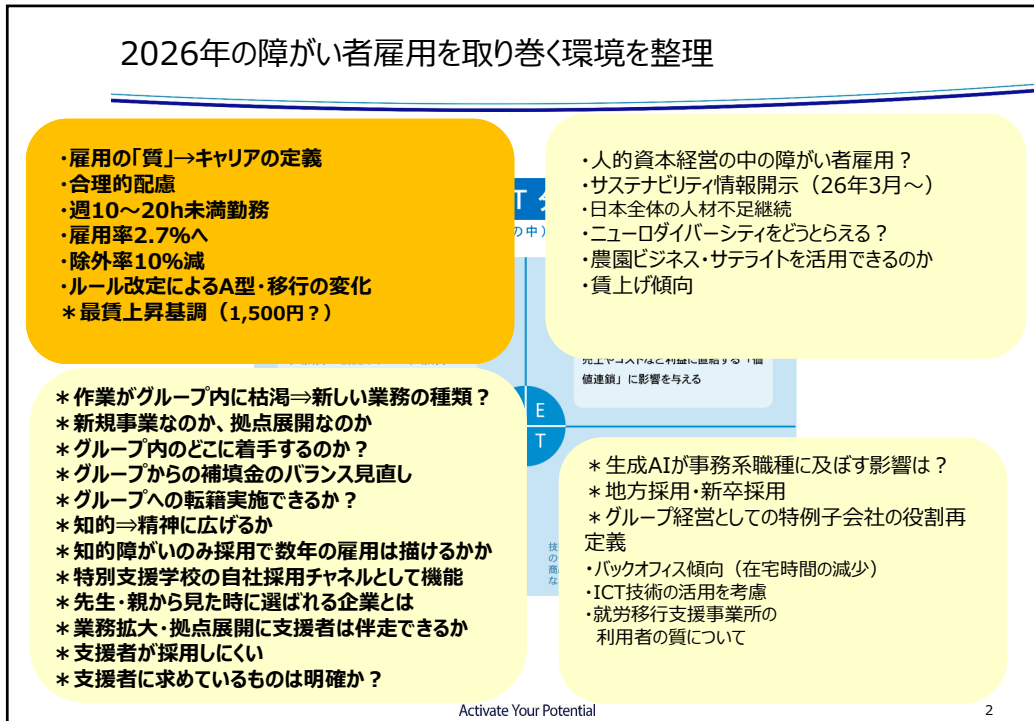 2026年の障がい者雇用を取り巻く環境を整理
・雇用の「質」→キャリアの定義
・合理的配慮
・週10～20h未満勤務
・雇用率2.7%へ
・除外率10%減
・ルール改定によるA型・移行の変化
＊最賃上昇基調（1,500円？）
・人的資本経営の中の障がい者雇用？
・サステナビリティ情報開示（26年3月～）
・日本全体の人材不足継続
・ニューロダイバーシティをどうとらえる？
・農園ビジネス・サテライトを活用できるのか
・賃上げ傾向
T
の中）
売上やコストなど利益に直結する「価
値連鎖」に影響を与える
E
T
＊作業がグループ内に枯渇⇒新しい業務の種類？
＊新規事業なのか、拠点展開なのか
＊グループ内のどこに着手するのか？
＊グループからの補填金のバランス見直し
＊グループへの転籍実施できるか？
＊知的⇒精神に広げるか
＊知的障がいのみ採用で数年の雇用は描けるかか
＊特別支援学校の自社採用チャネルとして機能
＊先生・親から見た時に選ばれる企業とは
＊業務拡大・拠点展開に支援者は伴走できるか
＊支援者が採用しにくい
＊支援者に求めているものは明確か？
技
の
商
な
＊生成AIが事務系職種に及ぼす影響は？
＊地方採用・新卒採用
＊グループ経営としての特例子会社の役割再
定義
・バックオフィス傾向（在宅時間の減少）
・ICT技術の活用を考慮
・就労移行支援事業所の
利用者の質について
Activate Your Potential
2